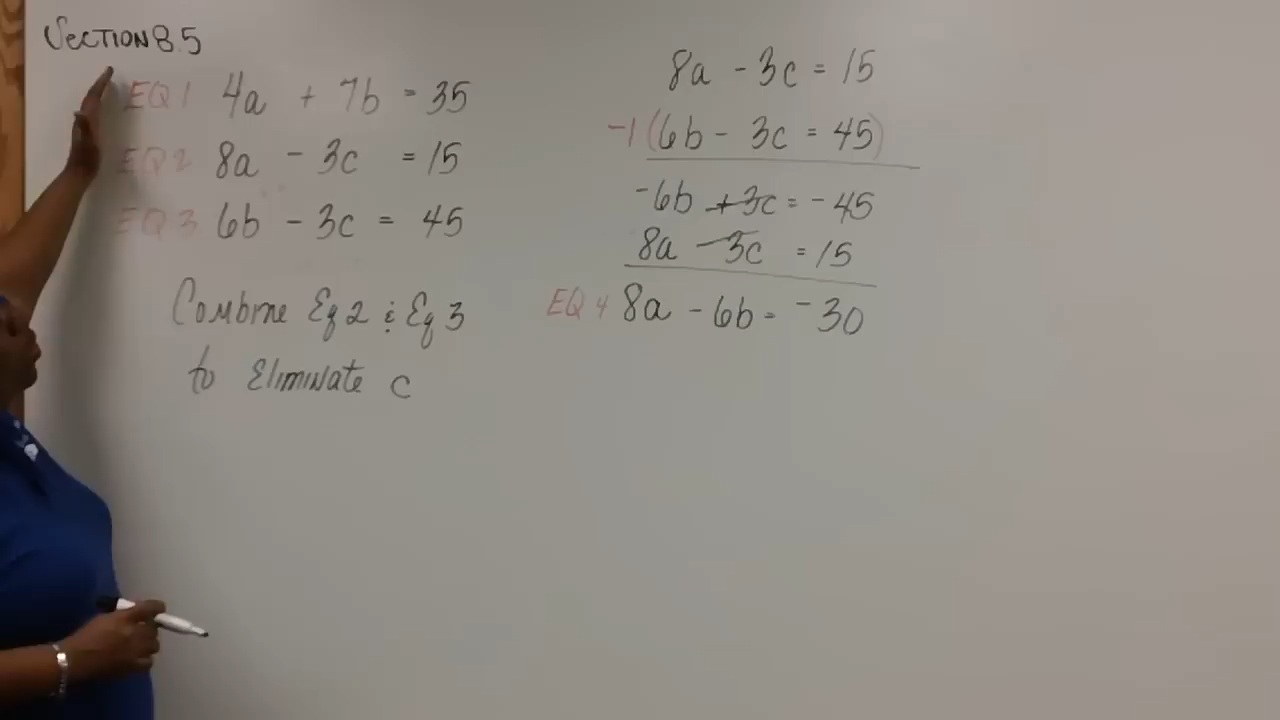 SECTION 8.5
EQ 1 4a + 7b = 35
EQ 2 8a - 3c = 15
EQ 3 6b - 3c = 45
Combine Eq 2 & Eq 3
to Eliminate c
8a - 3c = 15
-1(6b - 3c = 45)
-6b + 3c = -45
8a - 3c = 15
EQ 4 8a - 6b = -30